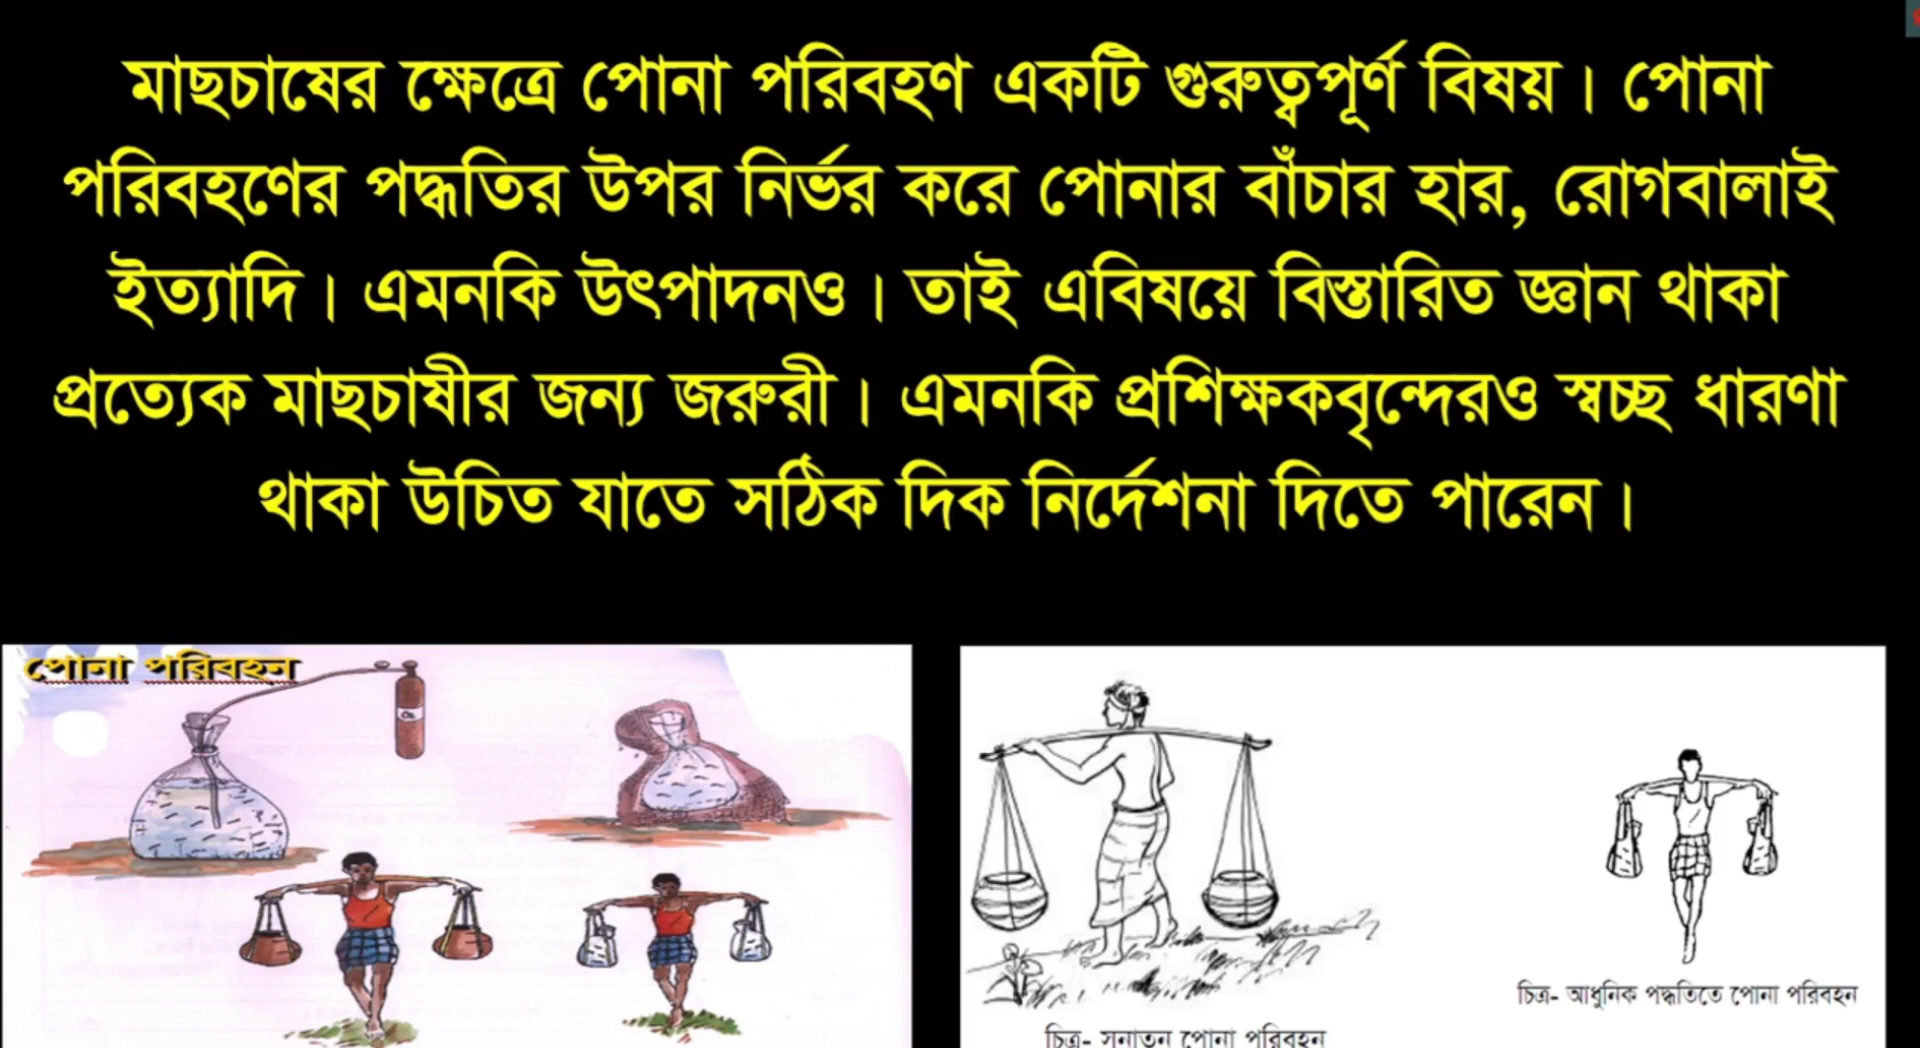 মাছচাষের ক্ষেত্রে পোনা পরিবহণ একটি গুরুত্বপূর্ণ বিষয়। পোনা
পরিবহণের পদ্ধতির উপর নির্ভর করে পোনার বাঁচার হার, রোগবালাই
ইত্যাদি। এমনকি উৎপাদনও। তাই এবিষয়ে বিস্তারিত জ্ঞান থাকা
প্রত্যেক মাছচাষীর জন্য জরুরী। এমনকি প্রশিক্ষকবৃন্দেরও স্বচ্ছ ধারণা
থাকা উচিত যাতে সঠিক দিক নির্দেশনা দিতে পারেন।
পোনা পরিবহন
চিত্র- সনাতন পোনা পরিবহন
চিত্র- আধুনিক পদ্ধতিতে পোনা পরিবহন